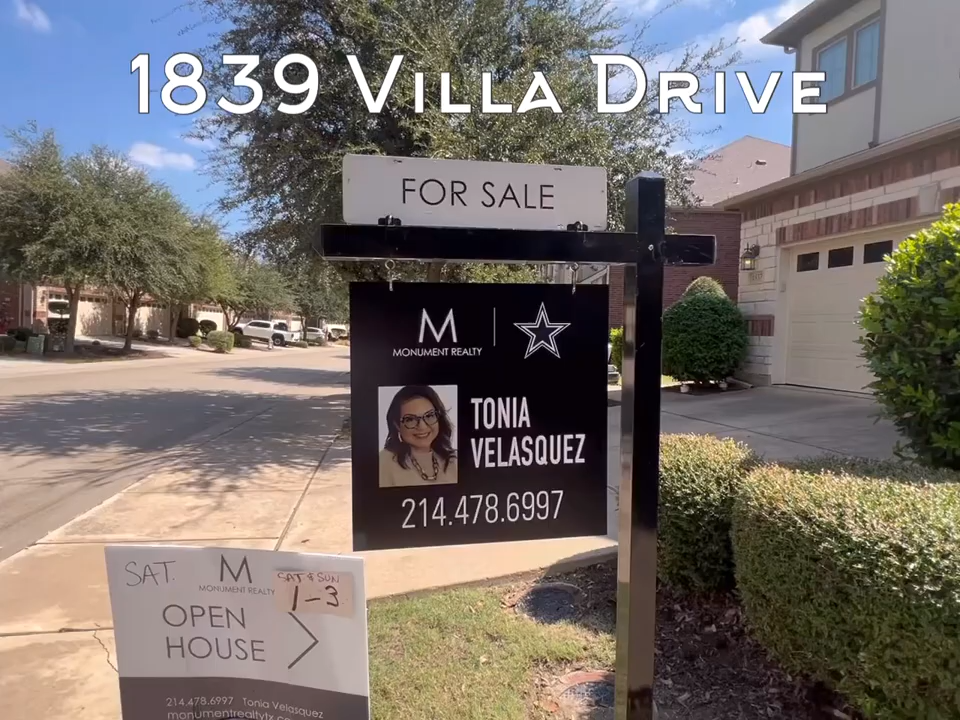 1839 Villa Drive
FOR SALE
M
MONUMENT REALTY
TONIA
VELASQUEZ
214.478.6997
SAT.
M
MONUMENT REALTY
SAT & SUN
1-3
OPEN
HOUSE
214.478.6997 Tonia Velasquez